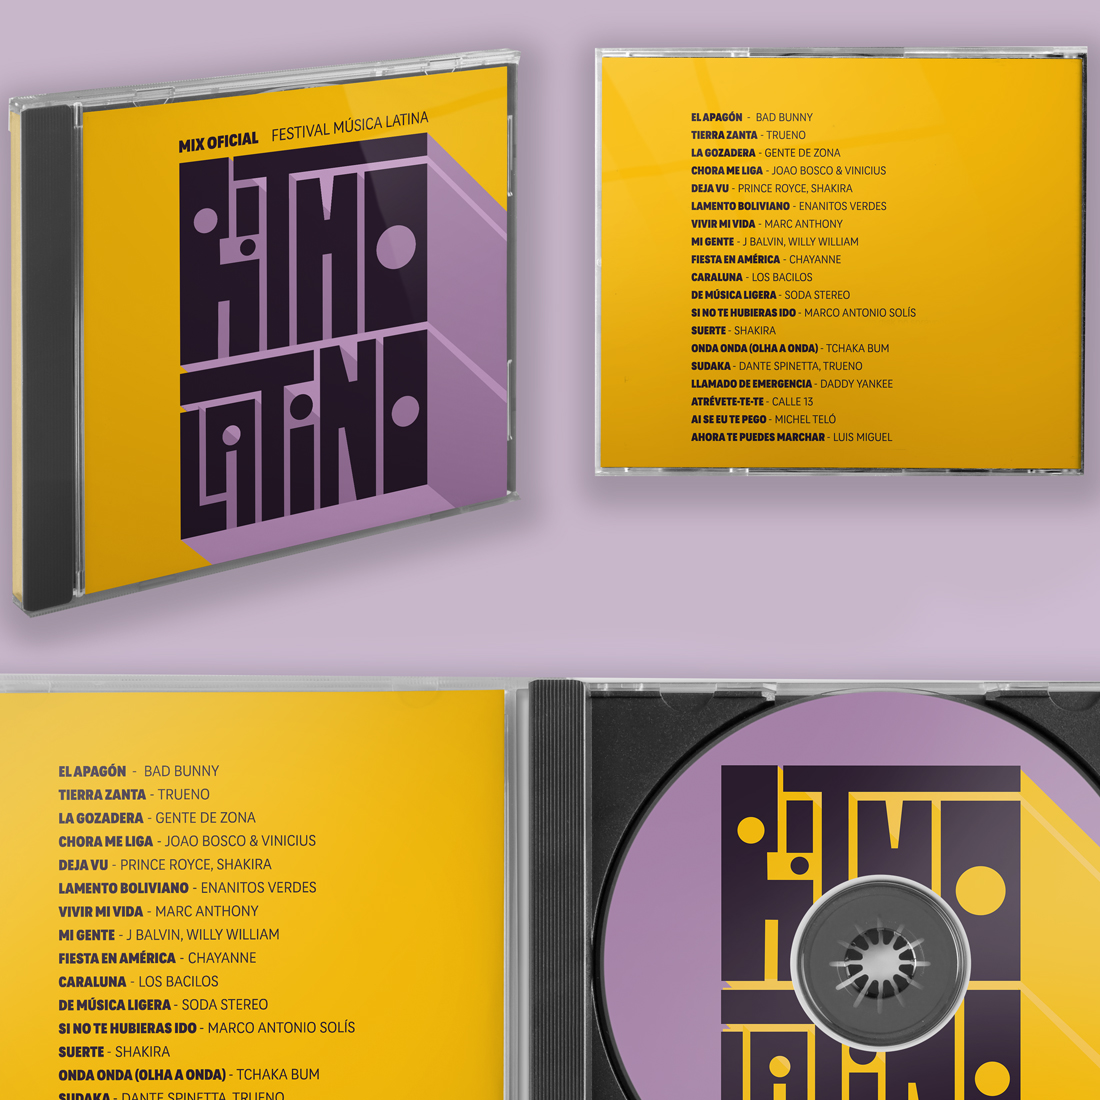 MIX OFICIAL FESTIVAL MÚSICA LATINA
RITMO
LATINO
EL APAGÓN - BAD BUNNY
TIERRA ZANTA - TRUENO
LA GOZADERA - GENTE DE ZONA
CHORA ME LIGA - JOAO BOSCO & VINICIUS
DEJA VU - PRINCE ROYCE, SHAKIRA
LAMENTO BOLIVIANO - ENANITOS VERDES
VIVIR MI VIDA - MARC ANTHONY
MI GENTE - J BALVIN, WILLY WILLIAM
FIESTA EN AMÉRICA - CHAYANNE
CARALUNA - LOS BACILOS
DE MÚSICA LIGERA - SODA STEREO
SI NO TE HUBIERAS IDO - MARCO ANTONIO SOLÍS
SUERTE - SHAKIRA
ONDA ONDA (OLHA A ONDA) - TCHAKA BUM
SUDAKA - DANTE SPINETTA, TRUENO
LLAMADO DE EMERGENCIA - DADDY YANKEE
ATRÉVETE-TE-TE - CALLE 13
AI SE EU TE PEGO - MICHEL TELÓ
AHORA TE PUEDES MARCHAR - LUIS MIGUEL
EL APAGÓN - BAD BUNNY
TIERRA ZANTA - TRUENO
LA GOZADERA - GENTE DE ZONA
CHORA ME LIGA - JOAO BOSCO & VINICIUS
DEJA VU - PRINCE ROYCE, SHAKIRA
LAMENTO BOLIVIANO - ENANITOS VERDES
VIVIR MI VIDA - MARC ANTHONY
MI GENTE - J BALVIN, WILLY WILLIAM
FIESTA EN AMÉRICA - CHAYANNE
CARALUNA - LOS BACILOS
DE MÚSICA LIGERA - SODA STEREO
SI NO TE HUBIERAS IDO - MARCO ANTONIO SOLÍS
SUERTE - SHAKIRA
ONDA ONDA (OLHA A ONDA) - TCHAKA BUM
SUDAKA - DANTE SPINETTA, TRUENO
RITMO
LATINO